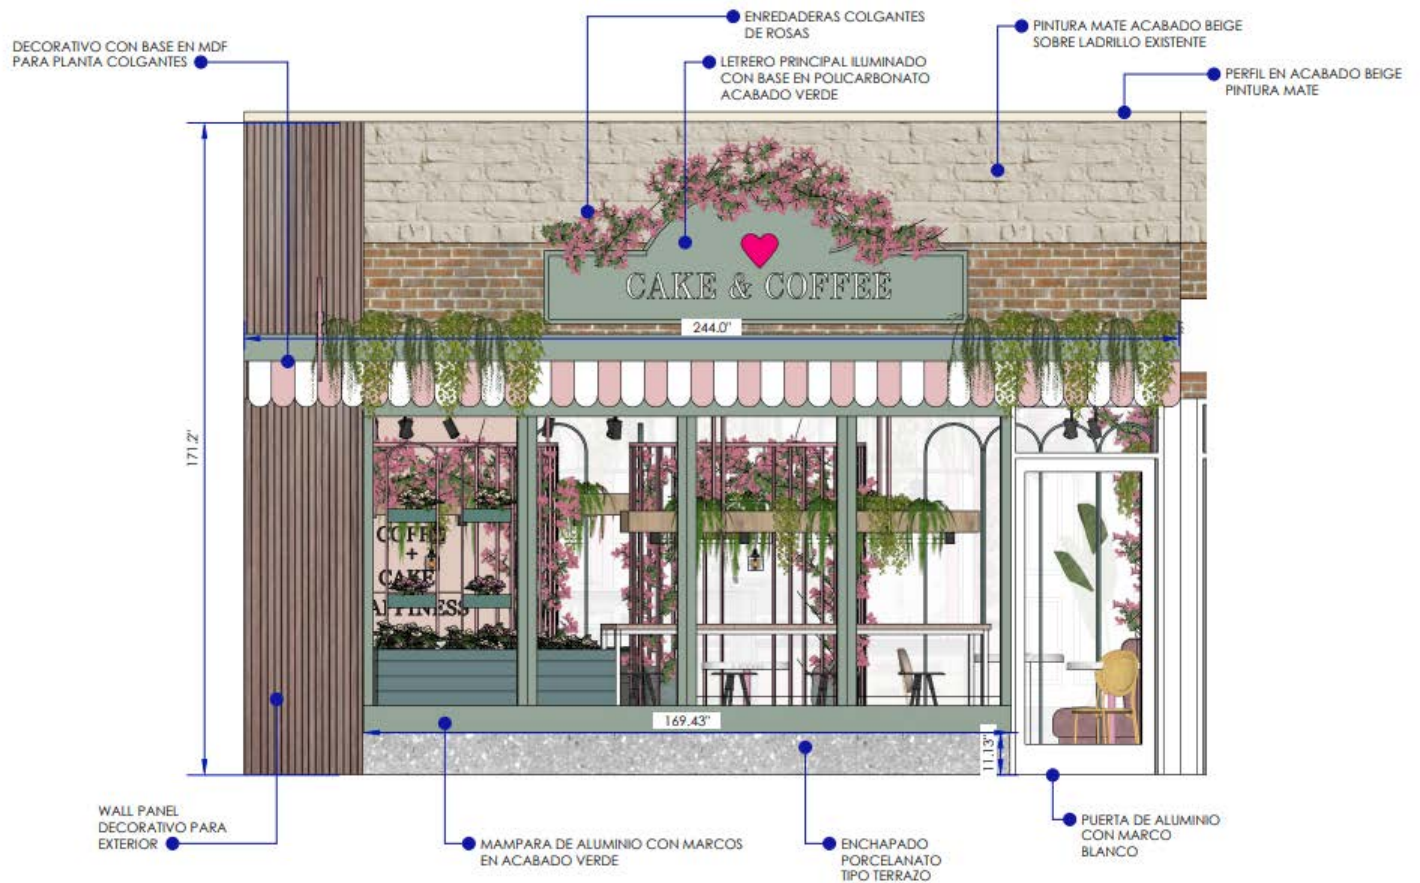 ENREDADERAS COLGANTES
DE ROSAS
PINTURA MATE ACABADO BEIGE
SOBRE LADRILLO EXISTENTE
DECORATIVO CON BASE EN MDF
PARA PLANTA COLGANTES
LETRERO PRINCIPAL ILUMINADO
CON BASE EN POLICARBONATO
ACABADO VERDE
PERFIL EN ACABADO BEIGE
PINTURA MATE
CAKE & COFFEE
244.0"
171.2"
COFFE
+
CAKE
APPINESS
169.43"
11.13"
WALL PANEL
DECORATIVO PARA
EXTERIOR
MAMPARA DE ALUMINIO CON MARCOS
EN ACABADO VERDE
ENCHAPADO
PORCELANATO
TIPO TERRAZO
PUERTA DE ALUMINIO
CON MARCO
BLANCO